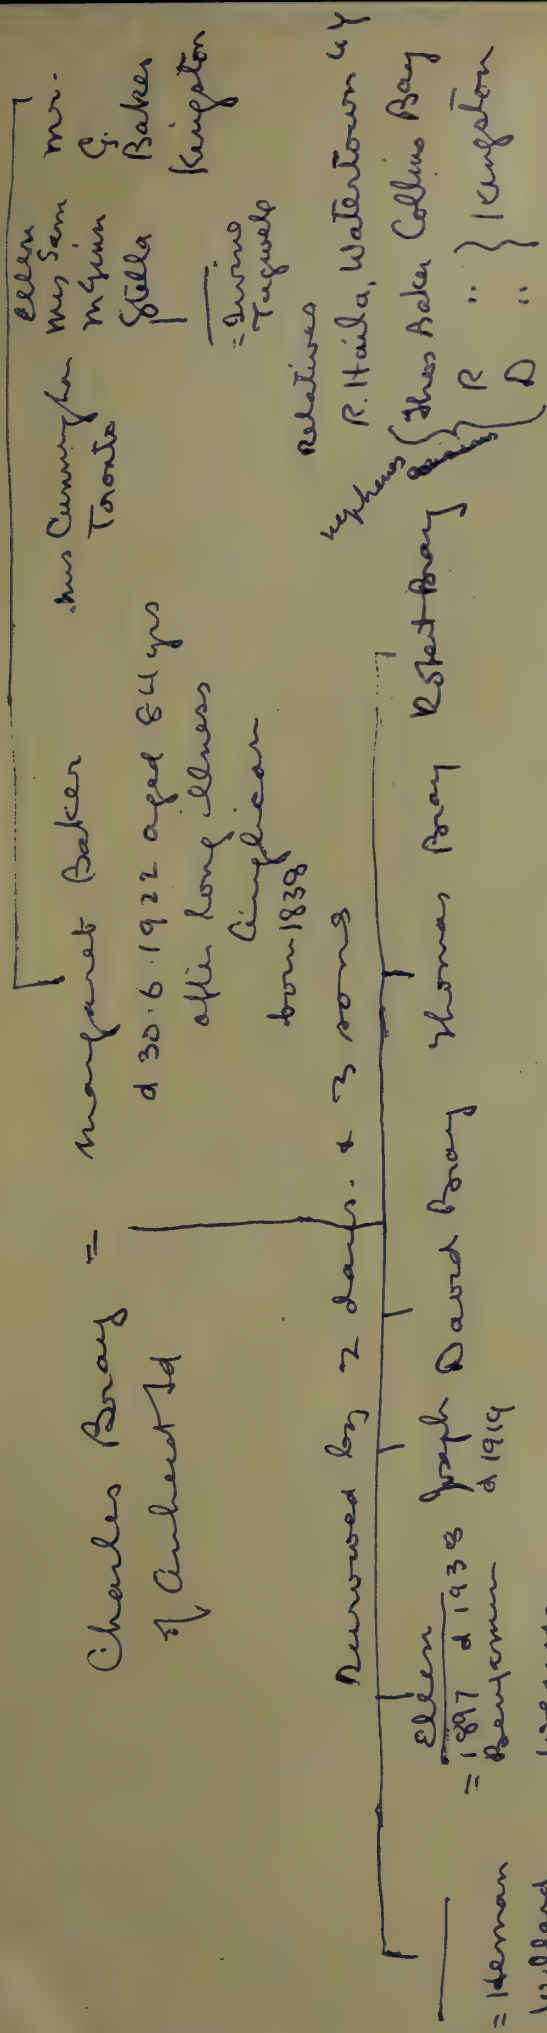 Charles Bray = Margaret Baker
of Amherst Id
d 30.6.1922 aged 84 yrs
after long illness
Anglican
born 1838
Mrs Cunningham
Toronto
Ellen
Mrs Sam
McGinn
Stella
= Irvine
Tugwell
Mr.
G.
Baker
Kingston
Survived by 2 daus. & 3 sons
Relatives
R. Haila, Watertown NY
nephews { Thos Baker Collins Bay
R " } Kingston
D "
= Heman
Willard
Ellen
= 1897 d 1938
Benjamin
Joseph
d 1919
David Bray
Thomas Bray
Robert Bray